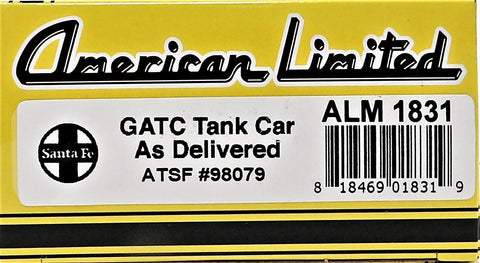 American Limited
Santa Fe
GATC Tank Car
As Delivered
ATSF #98079
ALM 1831
8 18469 01831 9